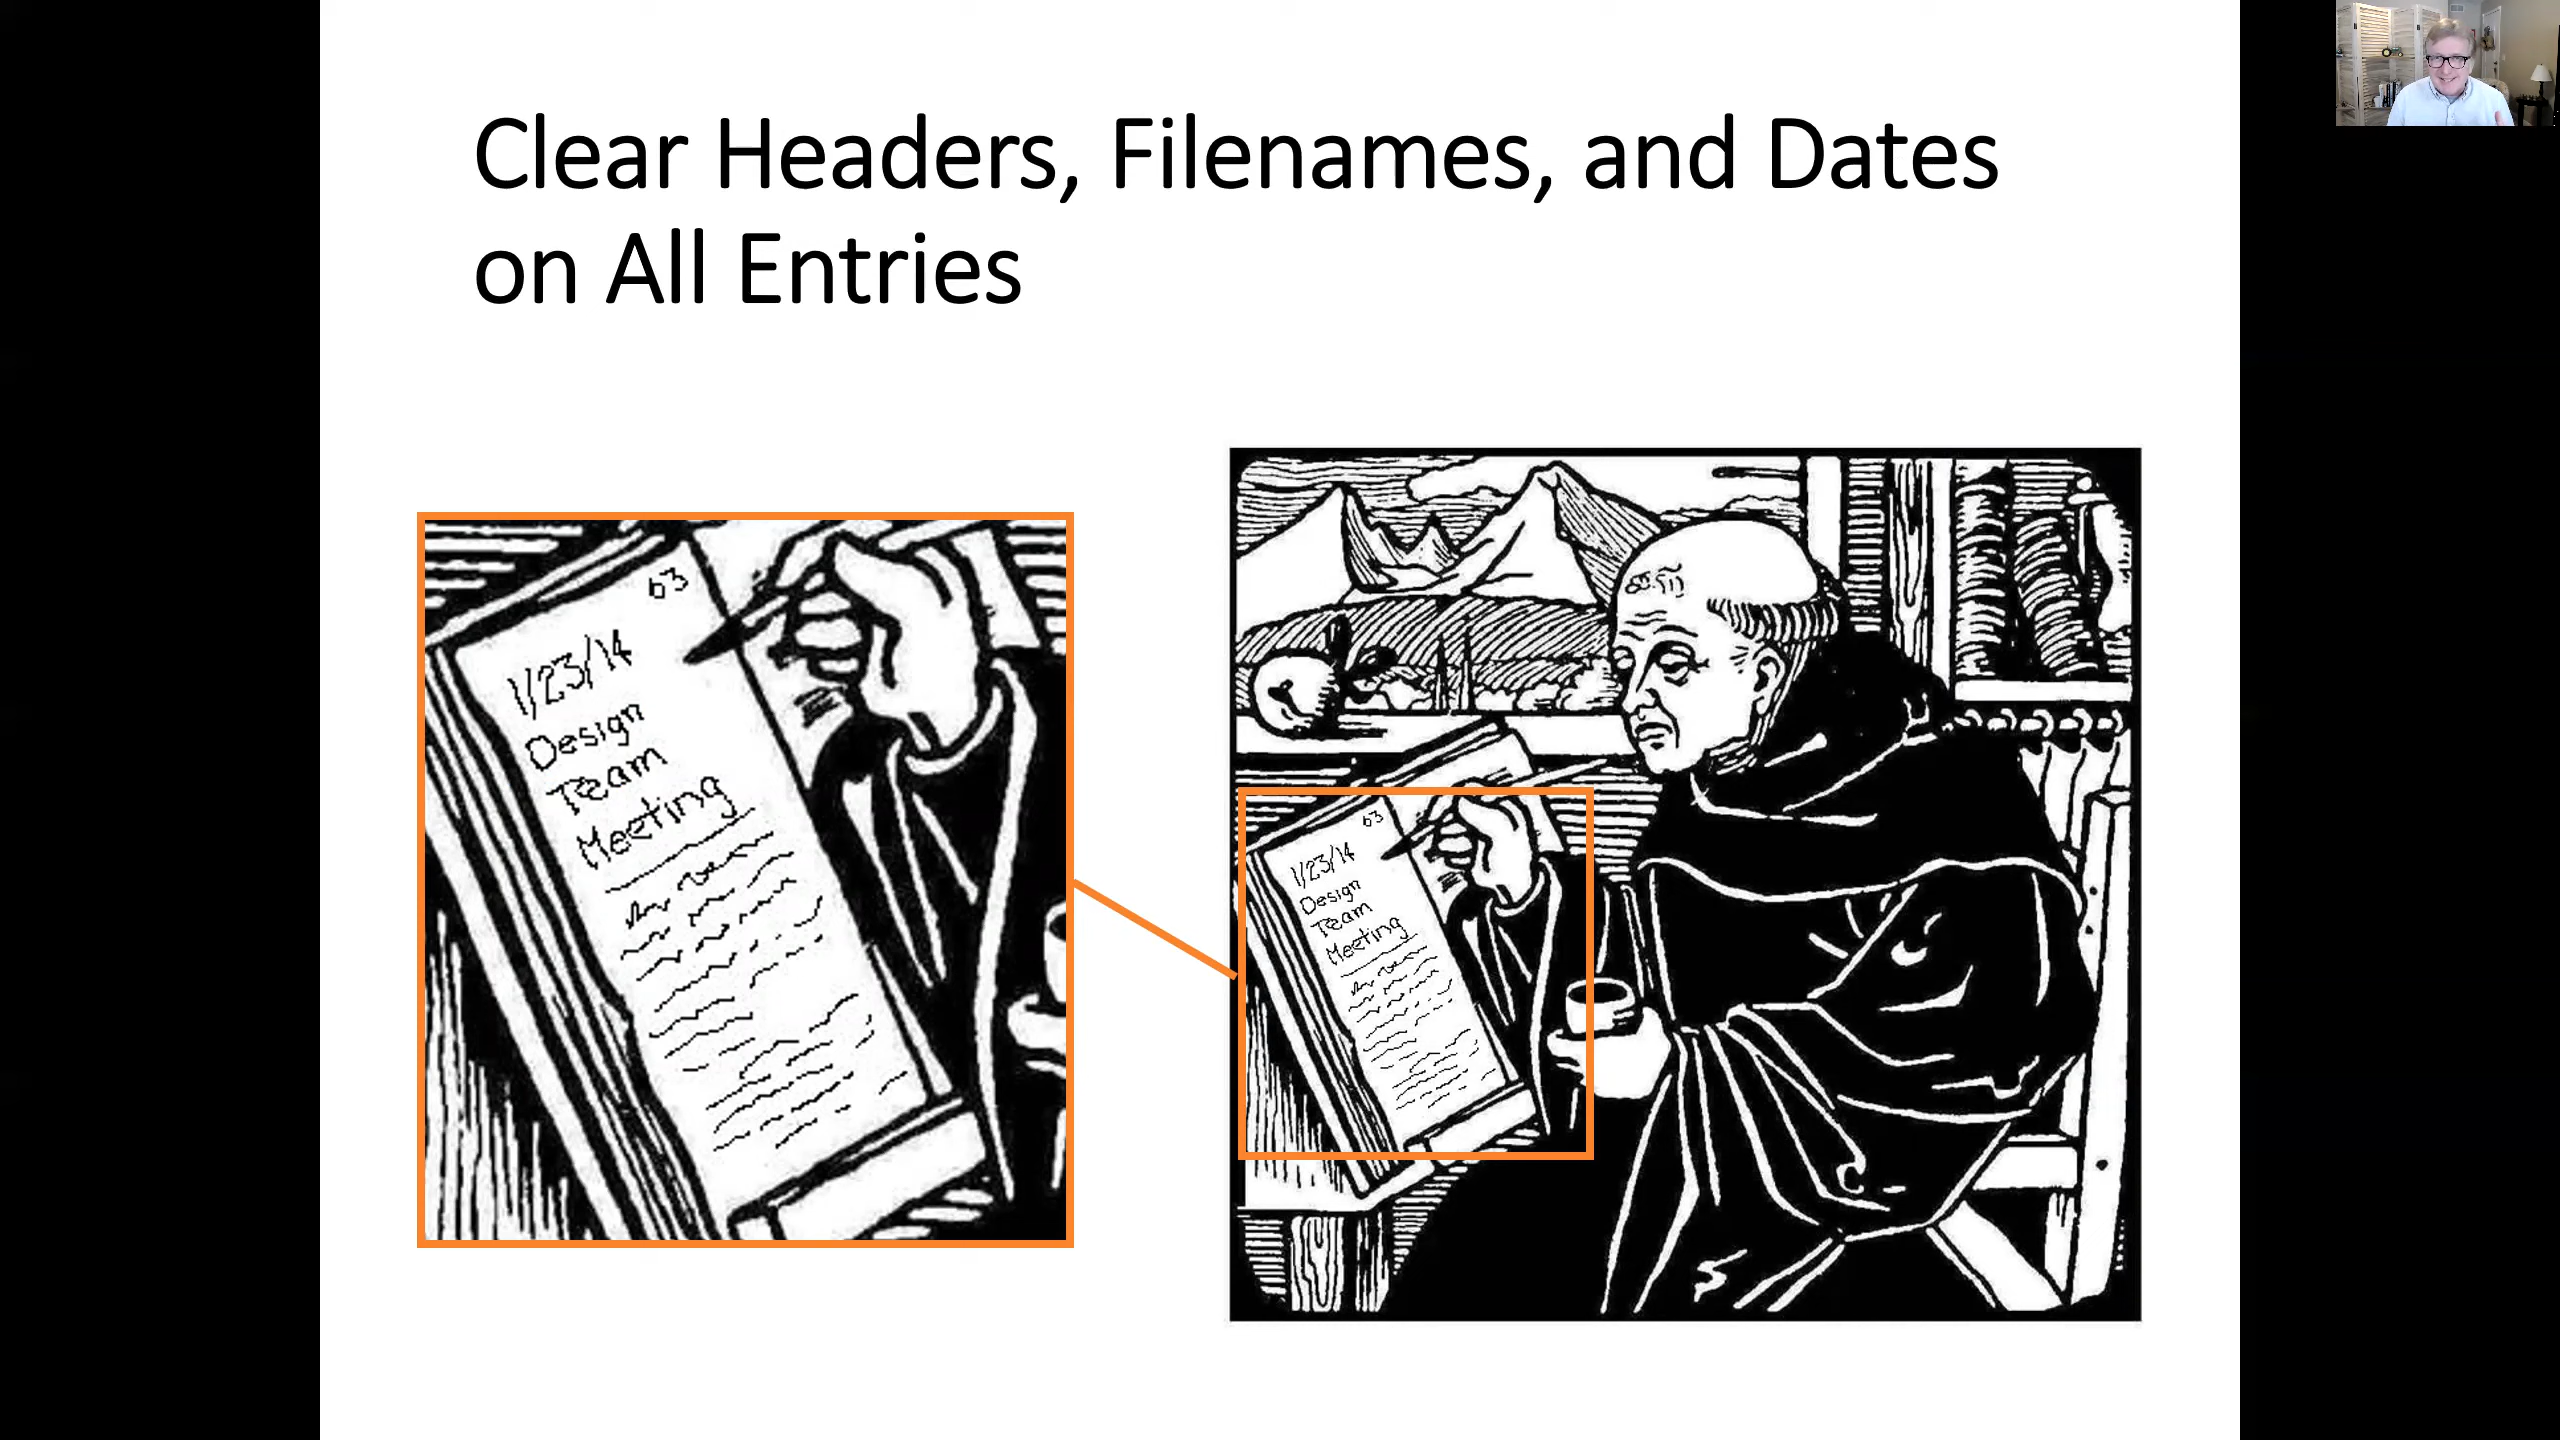 Clear Headers, Filenames, and Dates
on All Entries
63
1/23/14
Design
Team
Meeting
63
1/23/14
Design
Team
Meeting